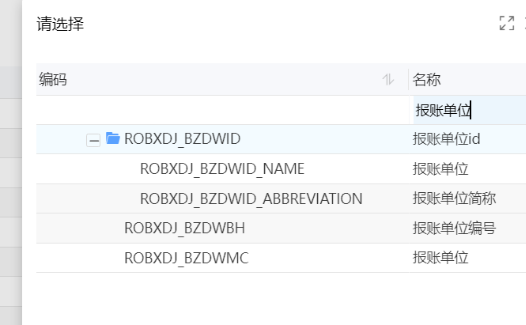 请选择
编码 名称
报账单位
ROBXDJ_BZDWID 报账单位id
ROBXDJ_BZDWID_NAME 报账单位
ROBXDJ_BZDWID_ABBREVIATION 报账单位简称
ROBXDJ_BZDWBH 报账单位编号
ROBXDJ_BZDWMC 报账单位